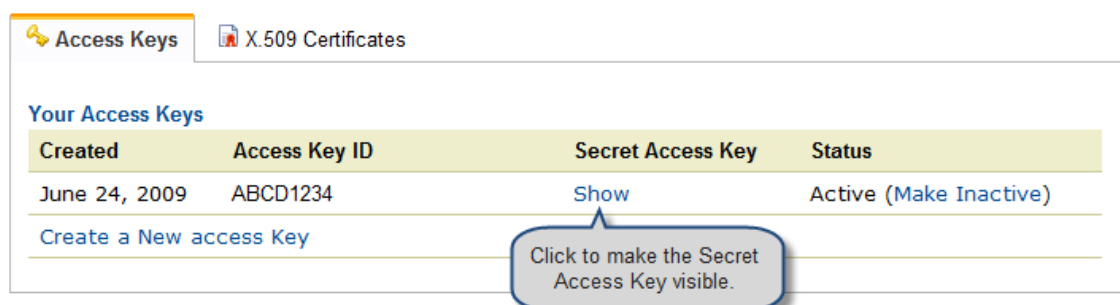 Access Keys X.509 Certificates
Your Access Keys
Created Access Key ID Secret Access Key Status
June 24, 2009 ABCD1234 Show Active (Make Inactive)
Create a New access Key
Click to make the Secret
Access Key visible.